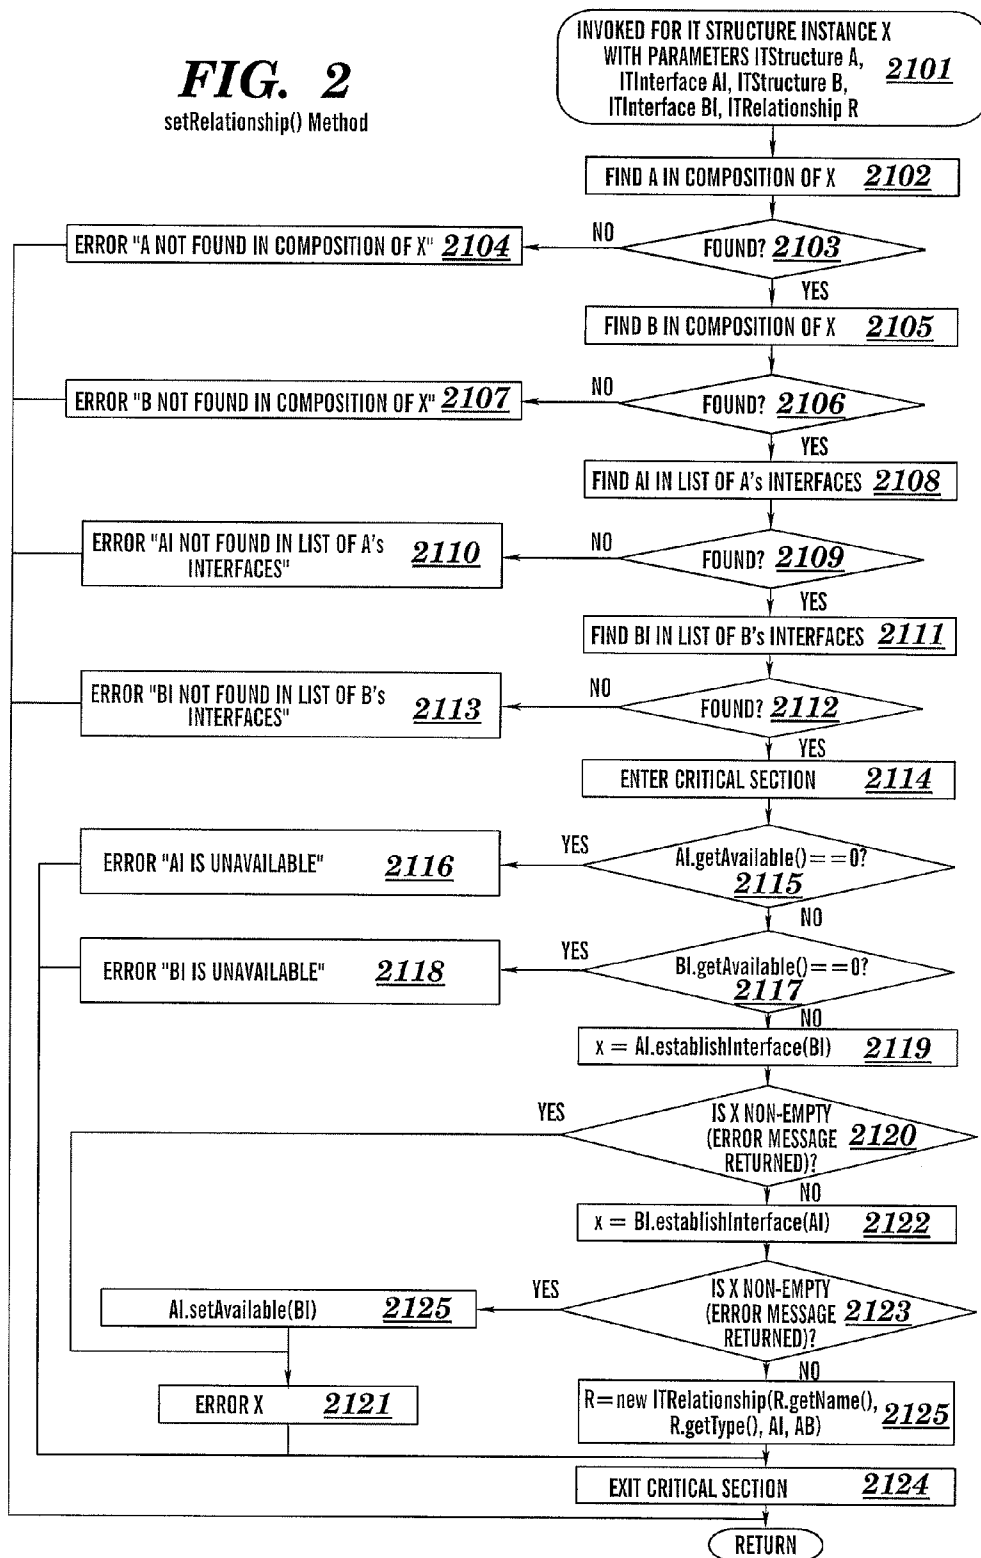 FIG. 2
setRelationship() Method
INVOKED FOR IT STRUCTURE INSTANCE X
WITH PARAMETERS ITStructure A,
ITInterface AI, ITStructure B,
ITInterface BI, ITRelationship R
2101
FIND A IN COMPOSITION OF X 2102
FOUND? 2103
NO
YES
ERROR "A NOT FOUND IN COMPOSITION OF X" 2104
FIND B IN COMPOSITION OF X 2105
FOUND? 2106
NO
YES
ERROR "B NOT FOUND IN COMPOSITION OF X" 2107
FIND AI IN LIST OF A's INTERFACES 2108
FOUND? 2109
NO
YES
ERROR "AI NOT FOUND IN LIST OF A's
INTERFACES"
2110
FIND BI IN LIST OF B's INTERFACES 2111
FOUND? 2112
NO
YES
ERROR "BI NOT FOUND IN LIST OF B's
INTERFACES"
2113
ENTER CRITICAL SECTION 2114
AI.getAvailable()==0?
2115
YES
NO
ERROR "AI IS UNAVAILABLE" 2116
BI.getAvailable()==0?
2117
YES
NO
ERROR "BI IS UNAVAILABLE" 2118
x = AI.establishInterface(BI) 2119
IS X NON-EMPTY
(ERROR MESSAGE
RETURNED)?
2120
YES
NO
x = BI.establishInterface(AI) 2122
IS X NON-EMPTY
(ERROR MESSAGE
RETURNED)?
2123
YES
NO
AI.setAvailable(BI) 2125
ERROR X 2121
R=new ITRelationship(R.getName(),
R.getType(), AI, AB)
2125
EXIT CRITICAL SECTION 2124
RETURN